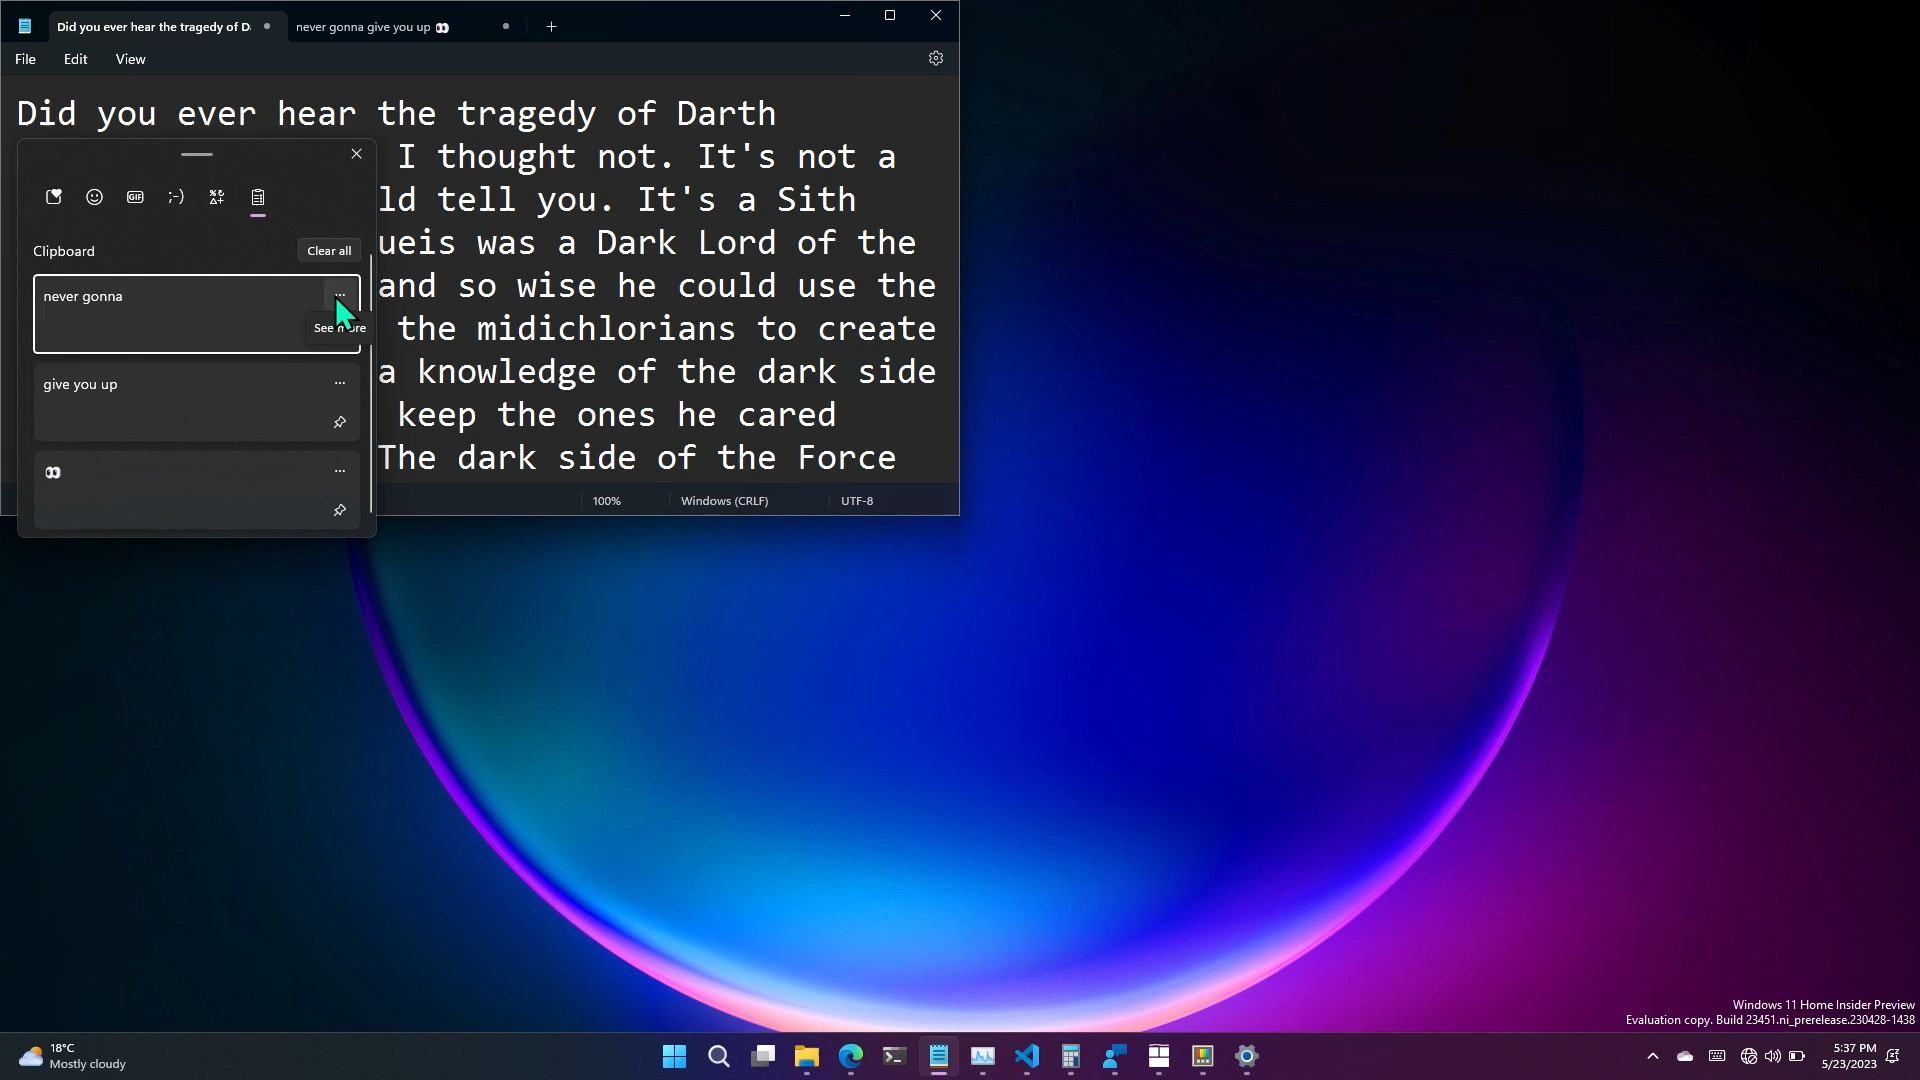 Did you ever hear the tragedy of D
never gonna give you up 👀
File Edit View
Did you ever hear the tragedy of Darth
I thought not. It's not a
ld tell you. It's a Sith
ueis was a Dark Lord of the
and so wise he could use the
the midichlorians to create
a knowledge of the dark side
keep the ones he cared
The dark side of the Force
GIF
;-)
Clipboard
Clear all
never gonna
See more
give you up
👀
100%
Windows (CRLF)
UTF-8
Windows 11 Home Insider Preview
Evaluation copy. Build 23451.ni_prerelease.230428-1438
18°C
Mostly cloudy
5:37 PM
5/23/2023